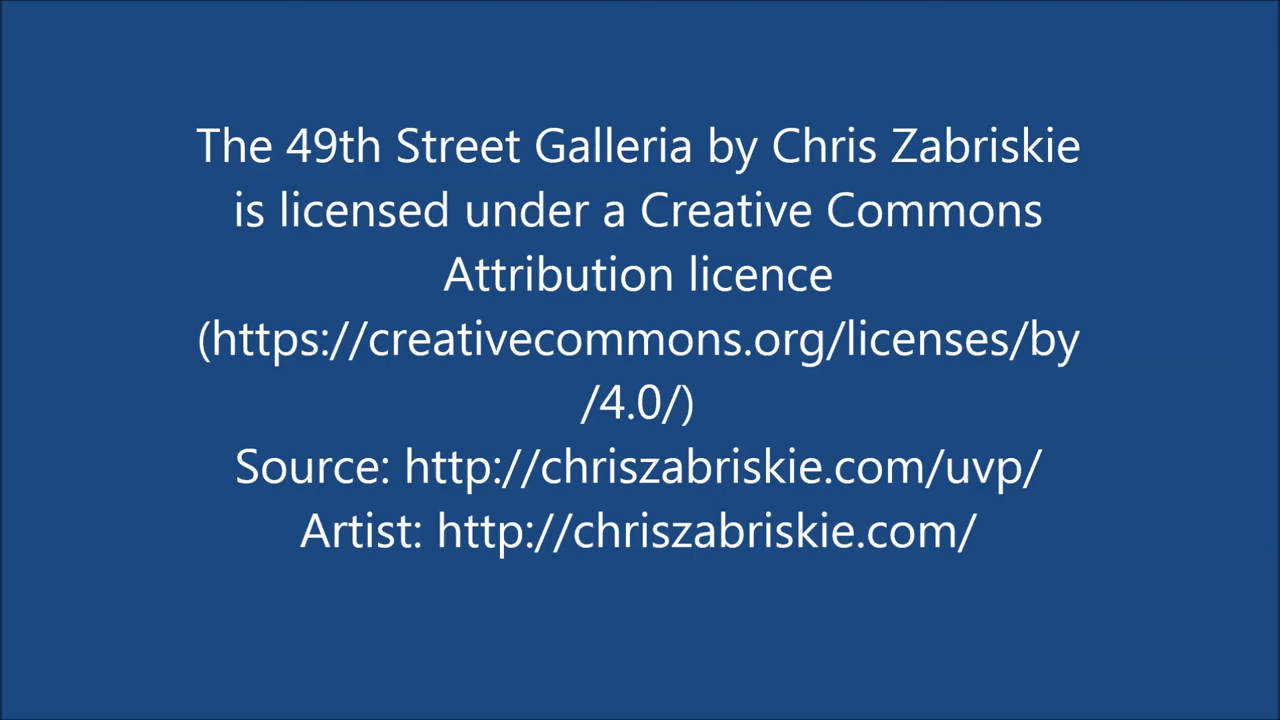 The 49th Street Galleria by Chris Zabriskie
is licensed under a Creative Commons
Attribution licence
(https://creativecommons.org/licenses/by
/4.0/)
Source: http://chriszabriskie.com/uvp/
Artist: http://chriszabriskie.com/